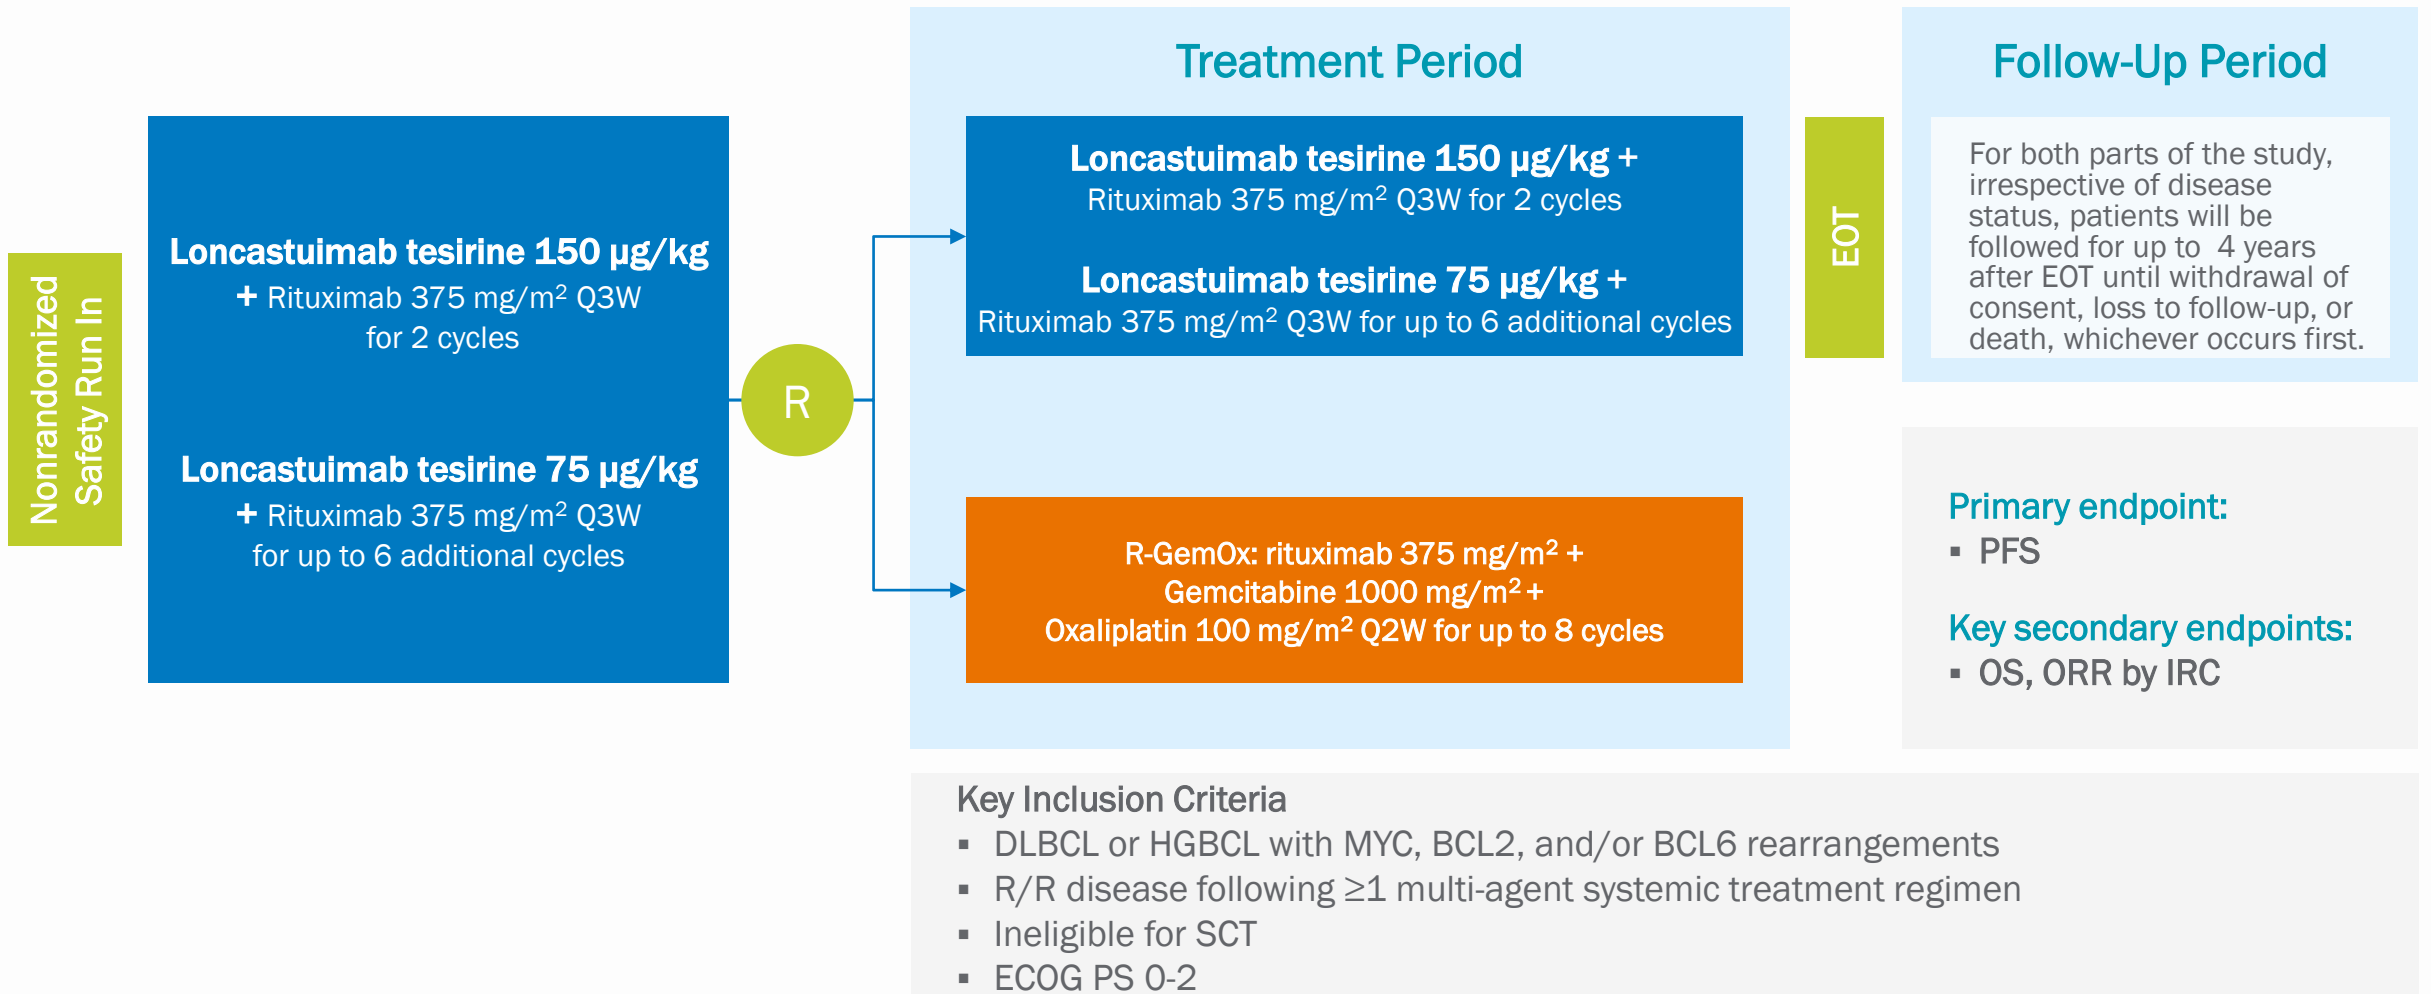 Nonrandomized
Safety Run In
Loncastuimab tesirine 150 µg/kg
+ Rituximab 375 mg/m² Q3W
for 2 cycles
Loncastuimab tesirine 75 µg/kg
+ Rituximab 375 mg/m² Q3W
for up to 6 additional cycles
R
Treatment Period
Loncastuimab tesirine 150 µg/kg +
Rituximab 375 mg/m² Q3W for 2 cycles
Loncastuimab tesirine 75 µg/kg +
Rituximab 375 mg/m² Q3W for up to 6 additional cycles
R-GemOx: rituximab 375 mg/m² +
Gemcitabine 1000 mg/m² +
Oxaliplatin 100 mg/m² Q2W for up to 8 cycles
EOT
Follow-Up Period
For both parts of the study,
irrespective of disease
status, patients will be
followed for up to 4 years
after EOT until withdrawal of
consent, loss to follow-up, or
death, whichever occurs first.
Primary endpoint:
▪ PFS
Key secondary endpoints:
▪ OS, ORR by IRC
Key Inclusion Criteria
▪ DLBCL or HGBCL with MYC, BCL2, and/or BCL6 rearrangements
▪ R/R disease following ≥1 multi-agent systemic treatment regimen
▪ Ineligible for SCT
▪ ECOG PS 0-2